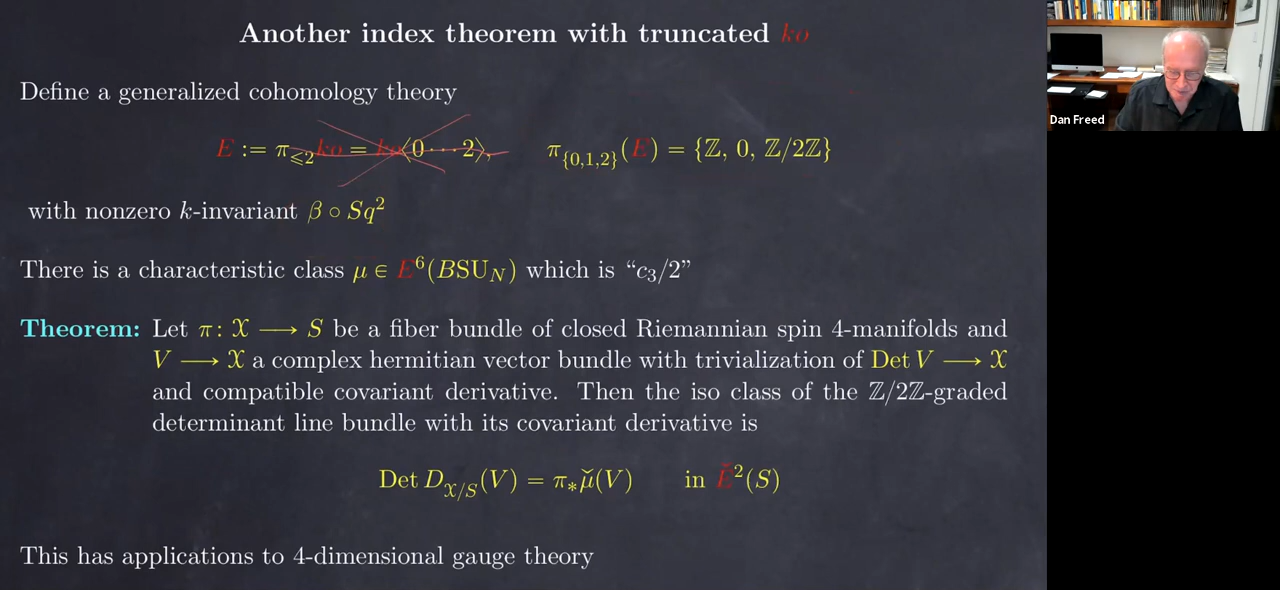 Another index theorem with truncated ko
Define a generalized cohomology theory
E := π⩽2ko = ko⟨0 ··· 2⟩, π{0,1,2}(E) = {ℤ, 0, ℤ/2ℤ}
with nonzero k-invariant β ∘ Sq²
There is a characteristic class μ ∈ E⁶(BSU_N) which is “c₃/2”
Theorem: Let π: 𝒳 ⟶ S be a fiber bundle of closed Riemannian spin 4-manifolds and
V ⟶ 𝒳 a complex hermitian vector bundle with trivialization of Det V ⟶ 𝒳
and compatible covariant derivative. Then the iso class of the ℤ/2ℤ-graded
determinant line bundle with its covariant derivative is
Det D_𝒳/S(V) = π_*μ̌(V) in Ě²(S)
This has applications to 4-dimensional gauge theory
Dan Freed